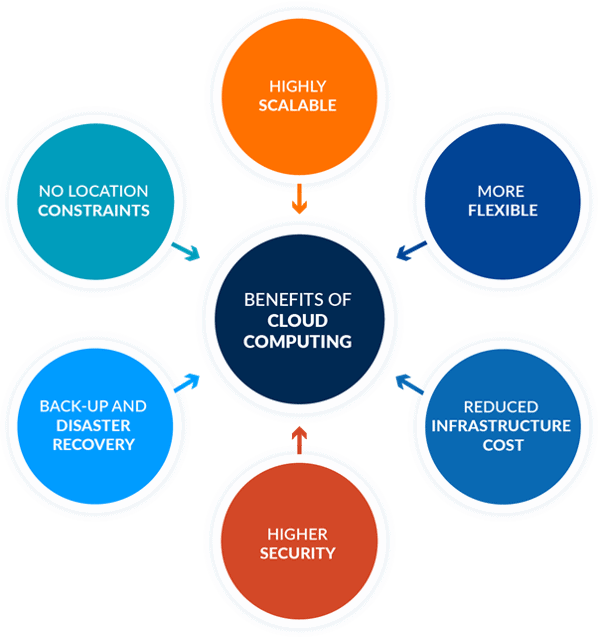 HIGHLY
SCALABLE
NO LOCATION
CONSTRAINTS
MORE
FLEXIBLE
BENEFITS OF
CLOUD
COMPUTING
BACK-UP AND
DISASTER
RECOVERY
REDUCED
INFRASTRUCTURE
COST
HIGHER
SECURITY